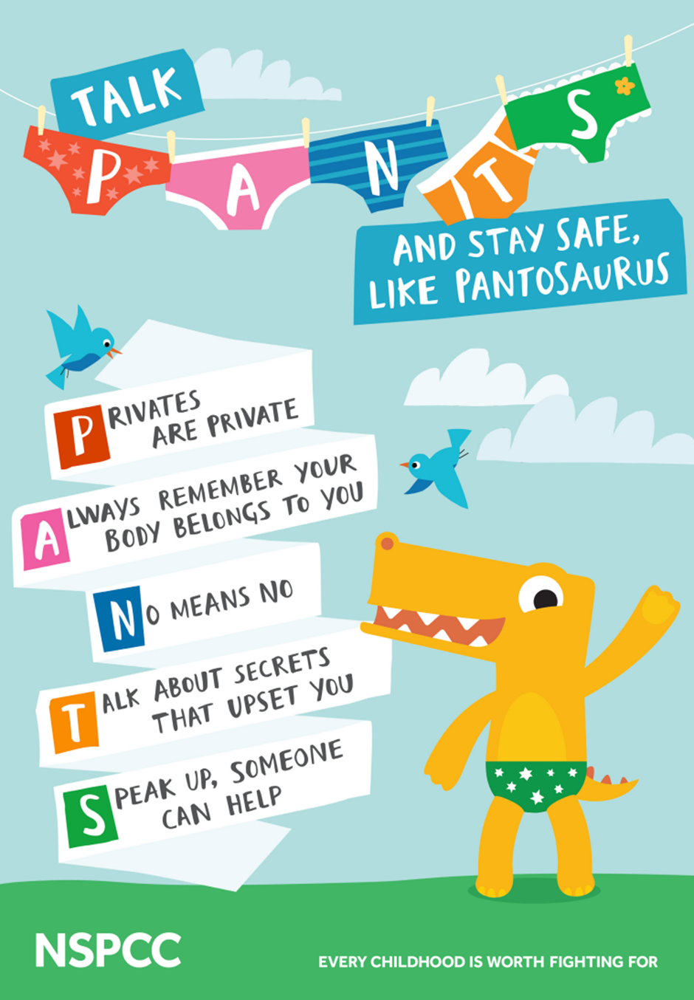 TALK
PANTS
AND STAY SAFE,
LIKE PANTOSAURUS
PRIVATES
ARE PRIVATE
ALWAYS REMEMBER YOUR
BODY BELONGS TO YOU
NO MEANS NO
TALK ABOUT SECRETS
THAT UPSET YOU
SPEAK UP, SOMEONE
CAN HELP
NSPCC
EVERY CHILDHOOD IS WORTH FIGHTING FOR